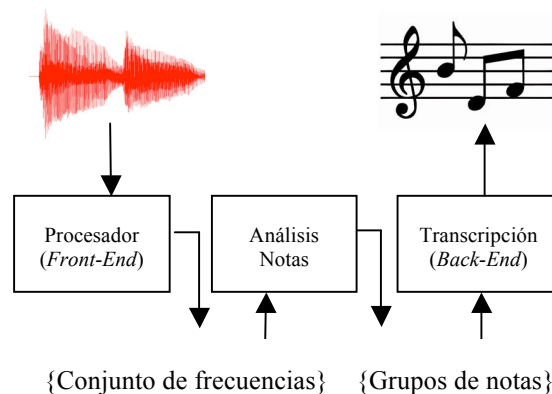 Procesador
(Front-End)
Análisis
Notas
Transcripción
(Back-End)
{Conjunto de frecuencias}
{Grupos de notas}